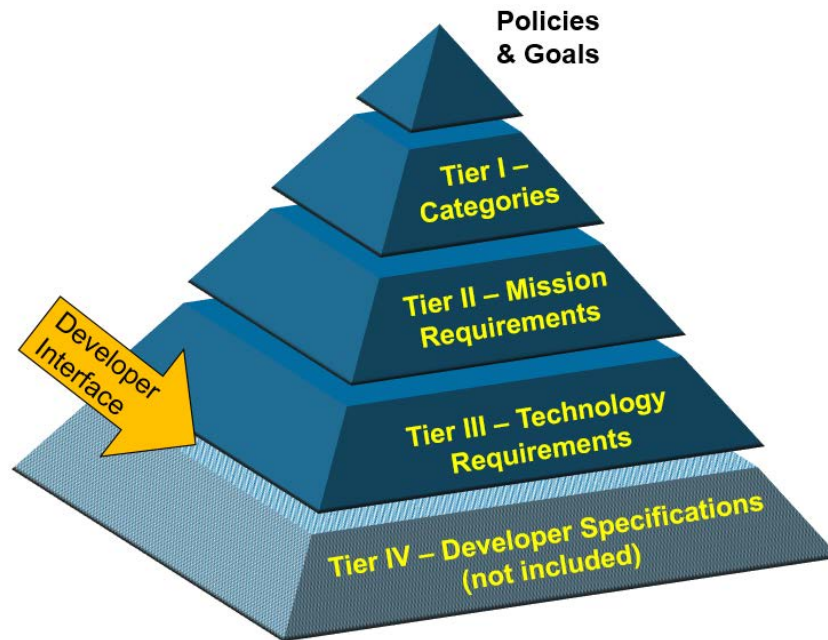 Policies
& Goals
Tier I –
Categories
Tier II – Mission
Requirements
Developer
Interface
Tier III – Technology
Requirements
Tier IV – Developer Specifications
(not included)